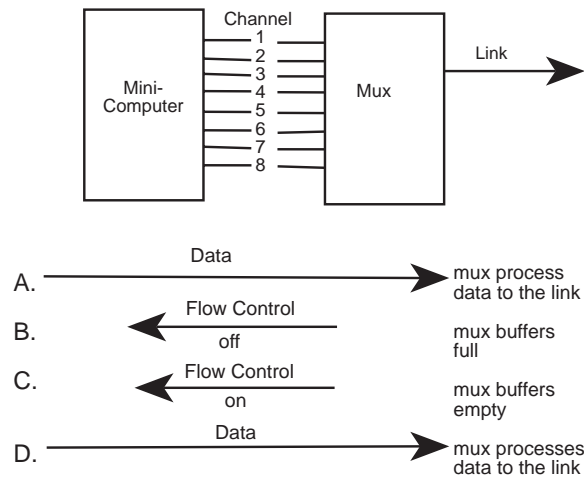 Channel
1
2
3
4
5
6
7
8
Mini-
Computer
Mux
Link
A.
Data
mux process
data to the link
B.
Flow Control
off
mux buffers
full
C.
Flow Control
on
mux buffers
empty
D.
Data
mux processes
data to the link